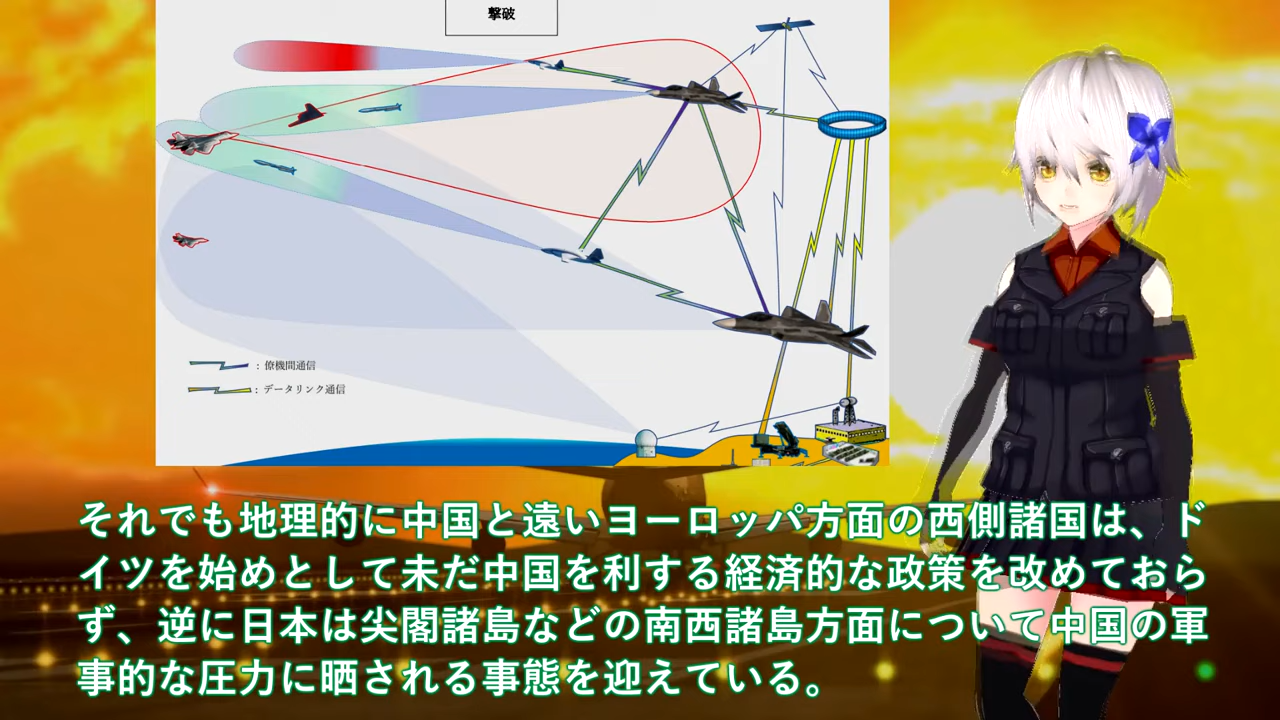 撃破
：僚機間通信
：データリンク通信
それでも地理的に中国と遠いヨーロッパ方面の西側諸国は、ド
イツを始めとして未だ中国を利する経済的な政策を改めておら
ず、逆に日本は尖閣諸島などの南西諸島方面について中国の軍
事的な圧力に晒される事態を迎えている。